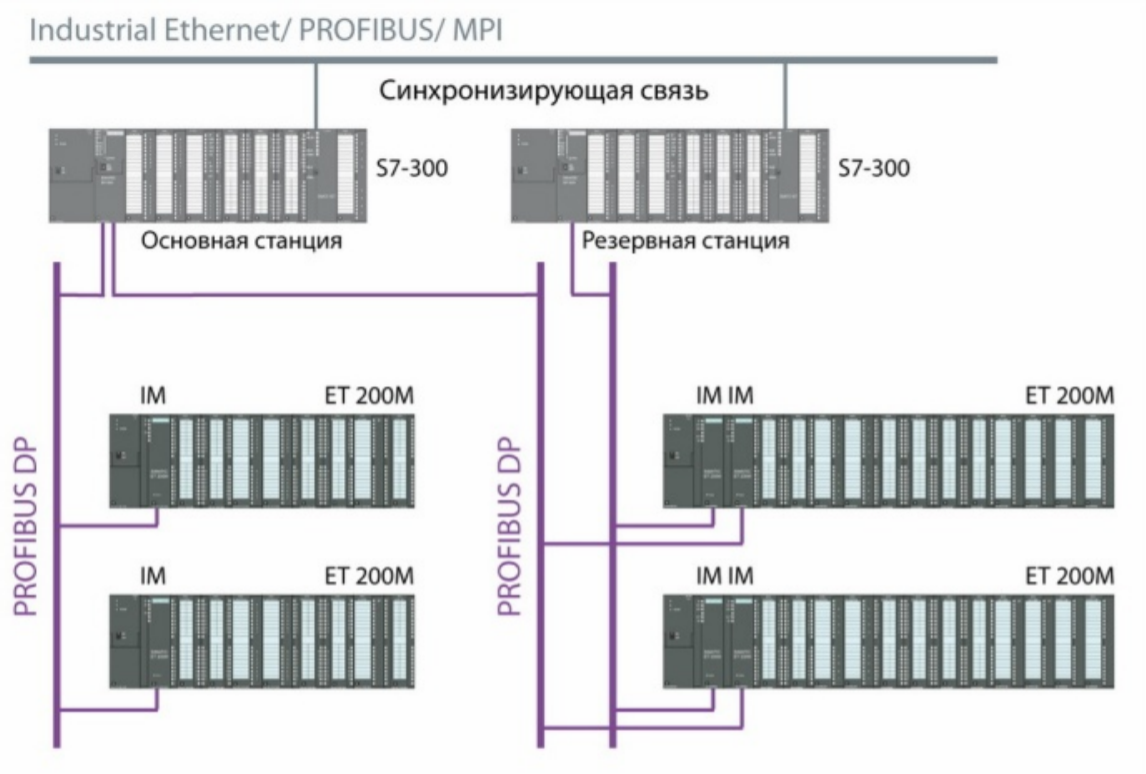 Industrial Ethernet/ PROFIBUS/ MPI
Синхронизирующая связь
S7-300
S7-300
Основная станция
Резервная станция
IM
ET 200M
IM IM
ET 200M
PROFIBUS DP
PROFIBUS DP
IM
ET 200M
IM IM
ET 200M